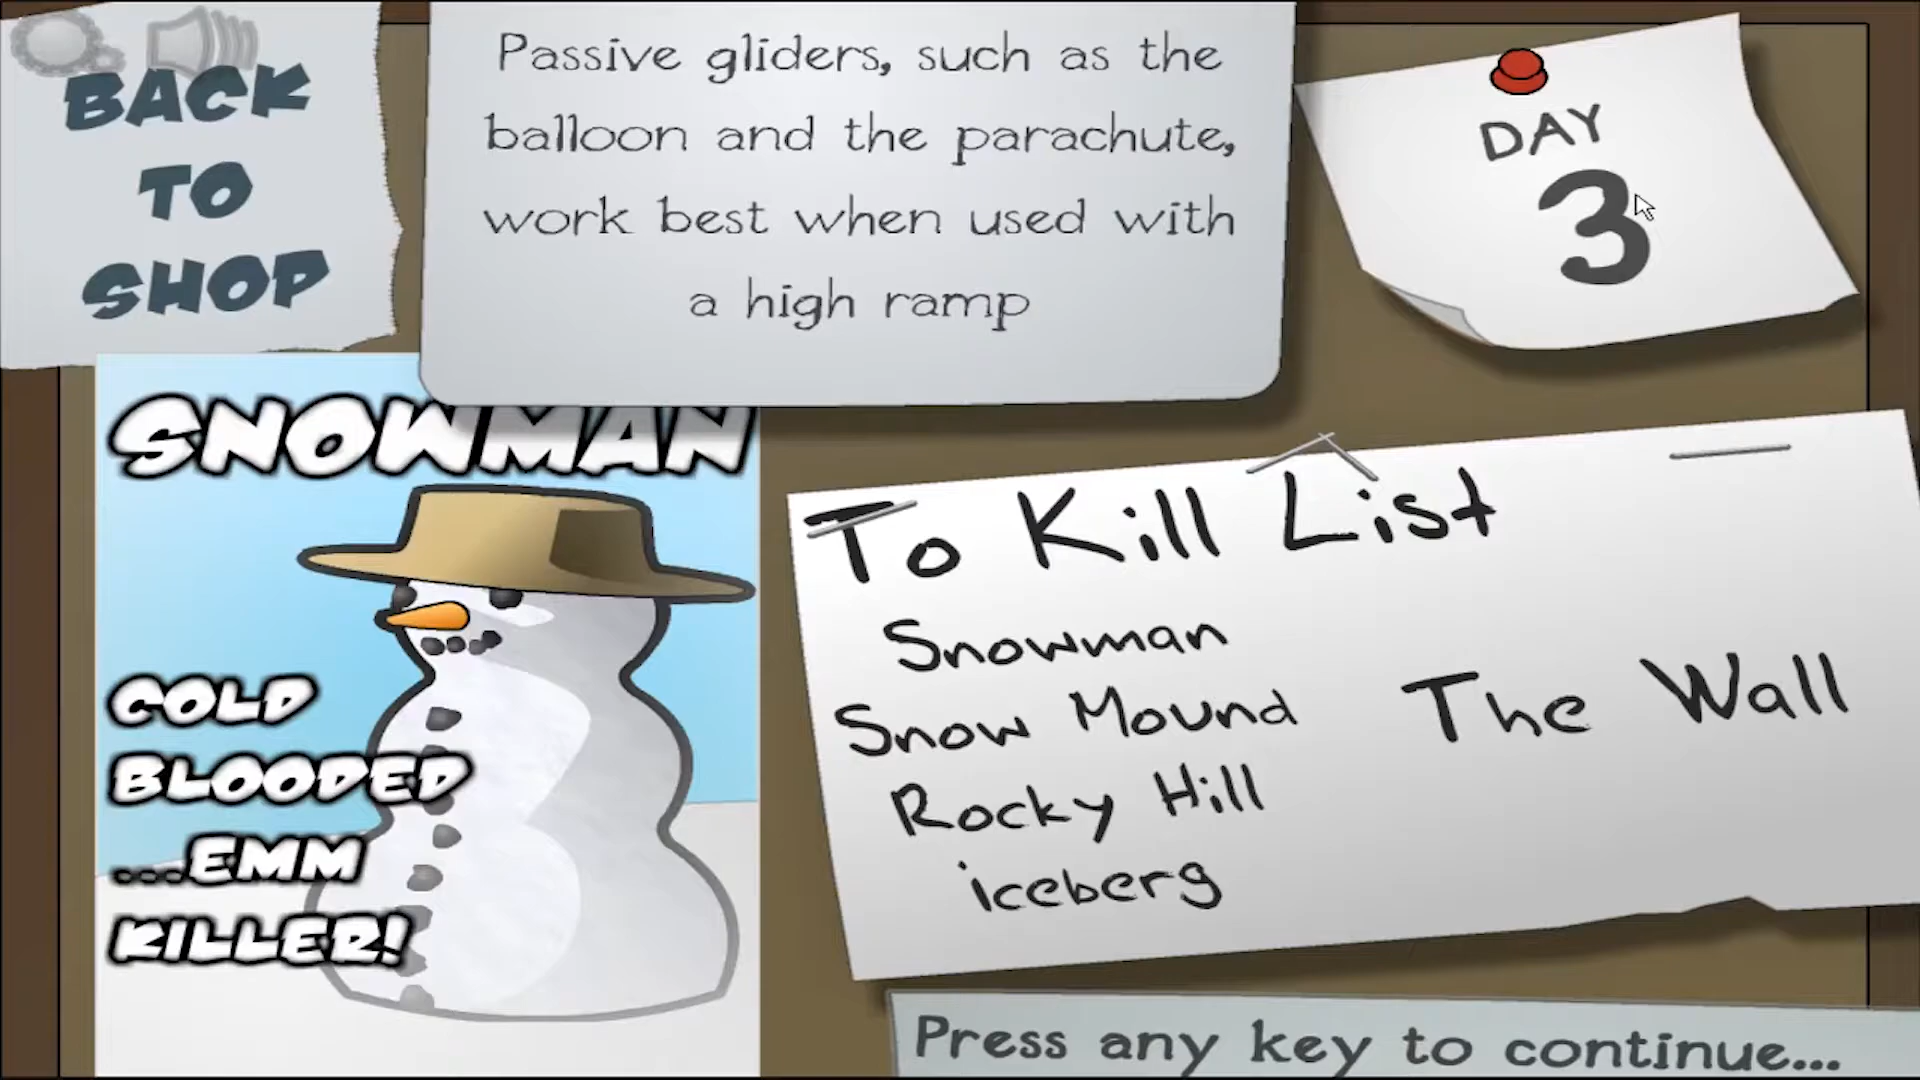 BACK
TO
SHOP
Passive gliders, such as the
balloon and the parachute,
work best when used with
a high ramp
DAY
3
SNOWMAN
COLD
BLOODED
...EMM
KILLER!
To Kill List
Snowman
Snow Mound
Rocky Hill
iceberg
The Wall
Press any key to continue...